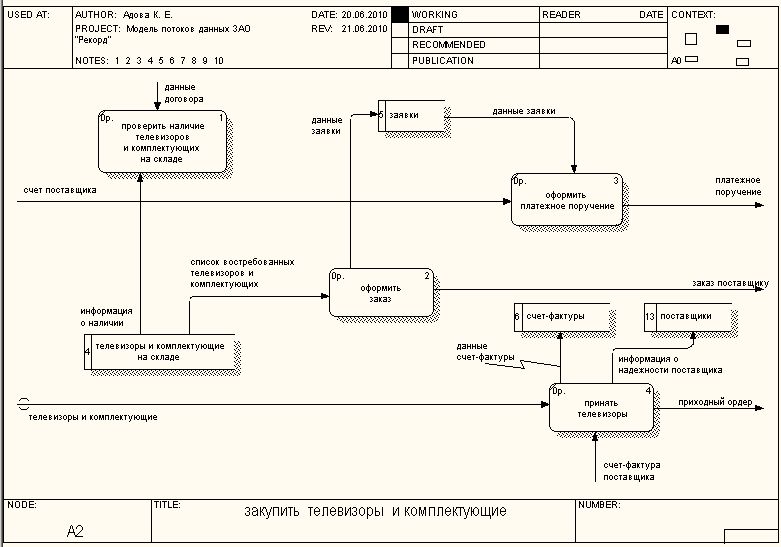 USED AT:
AUTHOR: Адова К. Е.
DATE: 20.06.2010
PROJECT: Модель потоков данных ЗАО
"Рекорд"
REV: 21.06.2010
NOTES: 1 2 3 4 5 6 7 8 9 10
WORKING
DRAFT
RECOMMENDED
PUBLICATION
READER DATE
CONTEXT:
A0
данные
договора
0р. 1
проверить наличие
телевизоров
и комплектующих
на складе
данные
заявки
5 заявки
данные заявки
счет поставщика
0р. 3
оформить
платежное поручение
платежное
поручение
список востребованных
телевизоров и
комплектующих
0р. 2
оформить
заказ
заказ поставщику
информация
о наличии
4 телевизоры и комплектующие
на складе
6 счет-фактуры
13 поставщики
данные
счет-фактуры
информация о
надежности поставщика
0р. 4
принять
телевизоры
приходный ордер
телевизоры и комплектующие
счет-фактура
поставщика
NODE:
A2
TITLE:
закупить телевизоры и комплектующие
NUMBER: